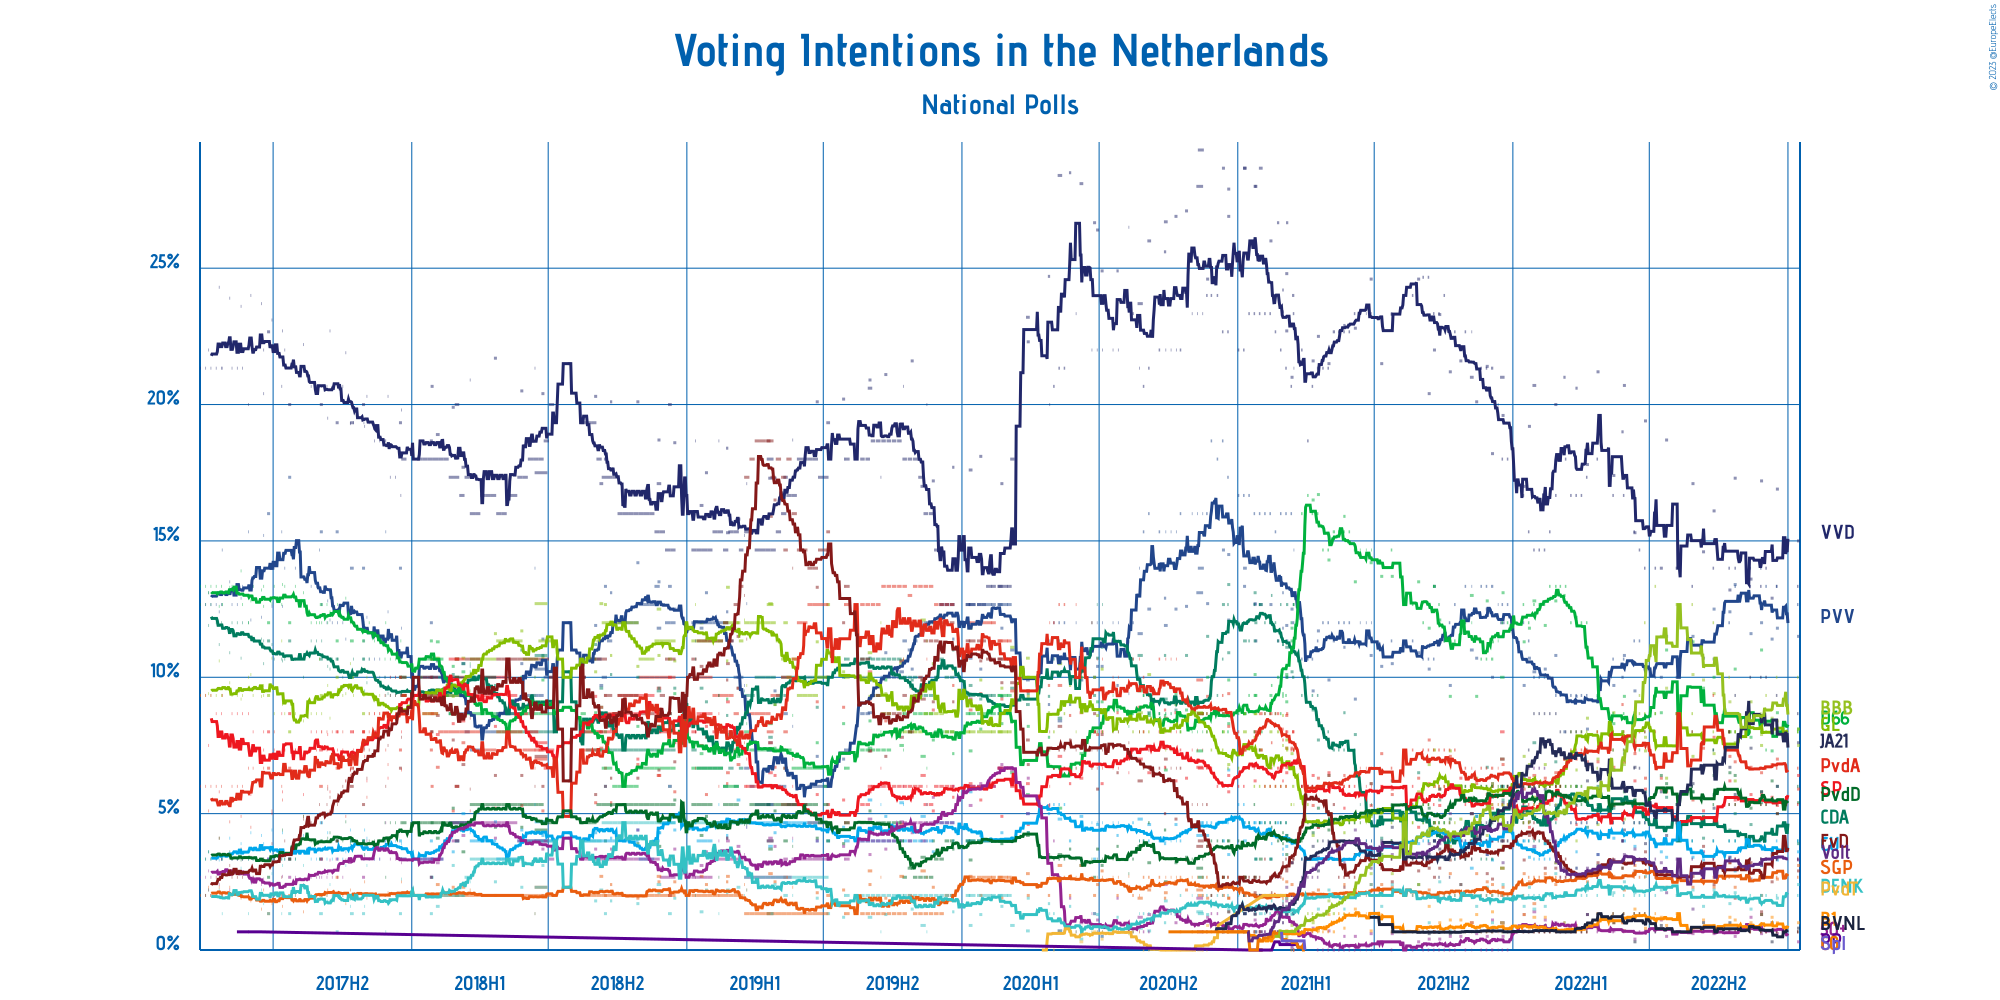 Voting Intentions in the Netherlands
National Polls
© 2023 @EuropeElects
25%
20%
15%
10%
5%
0%
VVD
PVV
BBB
D66
GL
JA21
PvdA
SP
PvdD
CDA
FvD
Volt
SGP
DENK
BVNL
2017H2
2018H1
2018H2
2019H1
2019H2
2020H1
2020H2
2021H1
2021H2
2022H1
2022H2